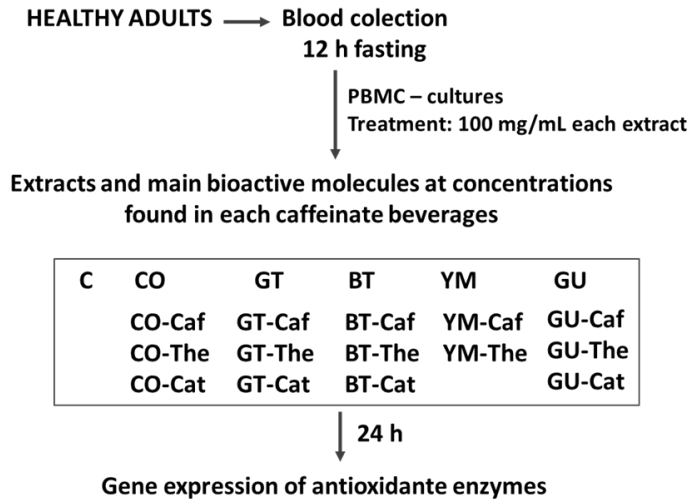 HEALTHY ADULTS Blood colection
12 h fasting
PBMC – cultures
Treatment: 100 mg/mL each extract
Extracts and main bioactive molecules at concentrations
found in each caffeinate beverages
C CO GT BT YM GU
CO-Caf GT-Caf BT-Caf YM-Caf GU-Caf
CO-The GT-The BT-The YM-The GU-The
CO-Cat GT-Cat BT-Cat GU-Cat
24 h
Gene expression of antioxidante enzymes